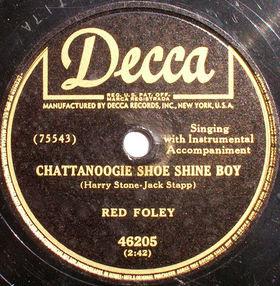 Decca
REG. U.S. PAT. OFF.
MARCA REGISTRADA
MANUFACTURED BY DECCA RECORDS, INC., NEW YORK, U.S.A.
(75543)
Singing
with Instrumental
Accompaniment
CHATTANOOGIE SHOE SHINE BOY
(Harry Stone-Jack Stapp)
RED FOLEY
46205
(2:42)